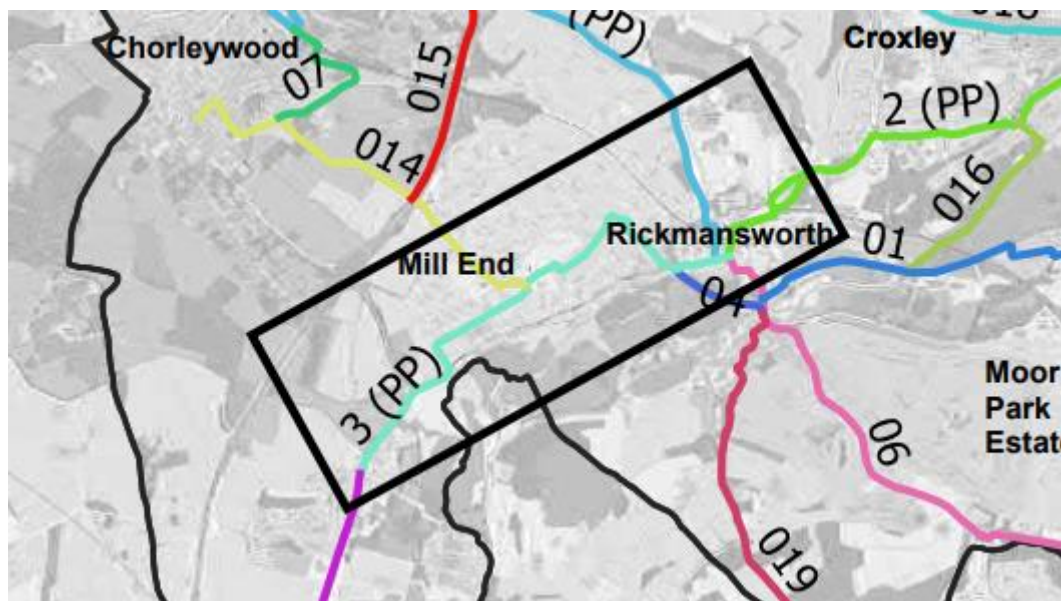 (PP)
018
Croxley
Chorleywood
07
015
2 (PP)
014
016
Rickmansworth
01
Mill End
04
3 (PP)
Moor
Park
Estate
06
019